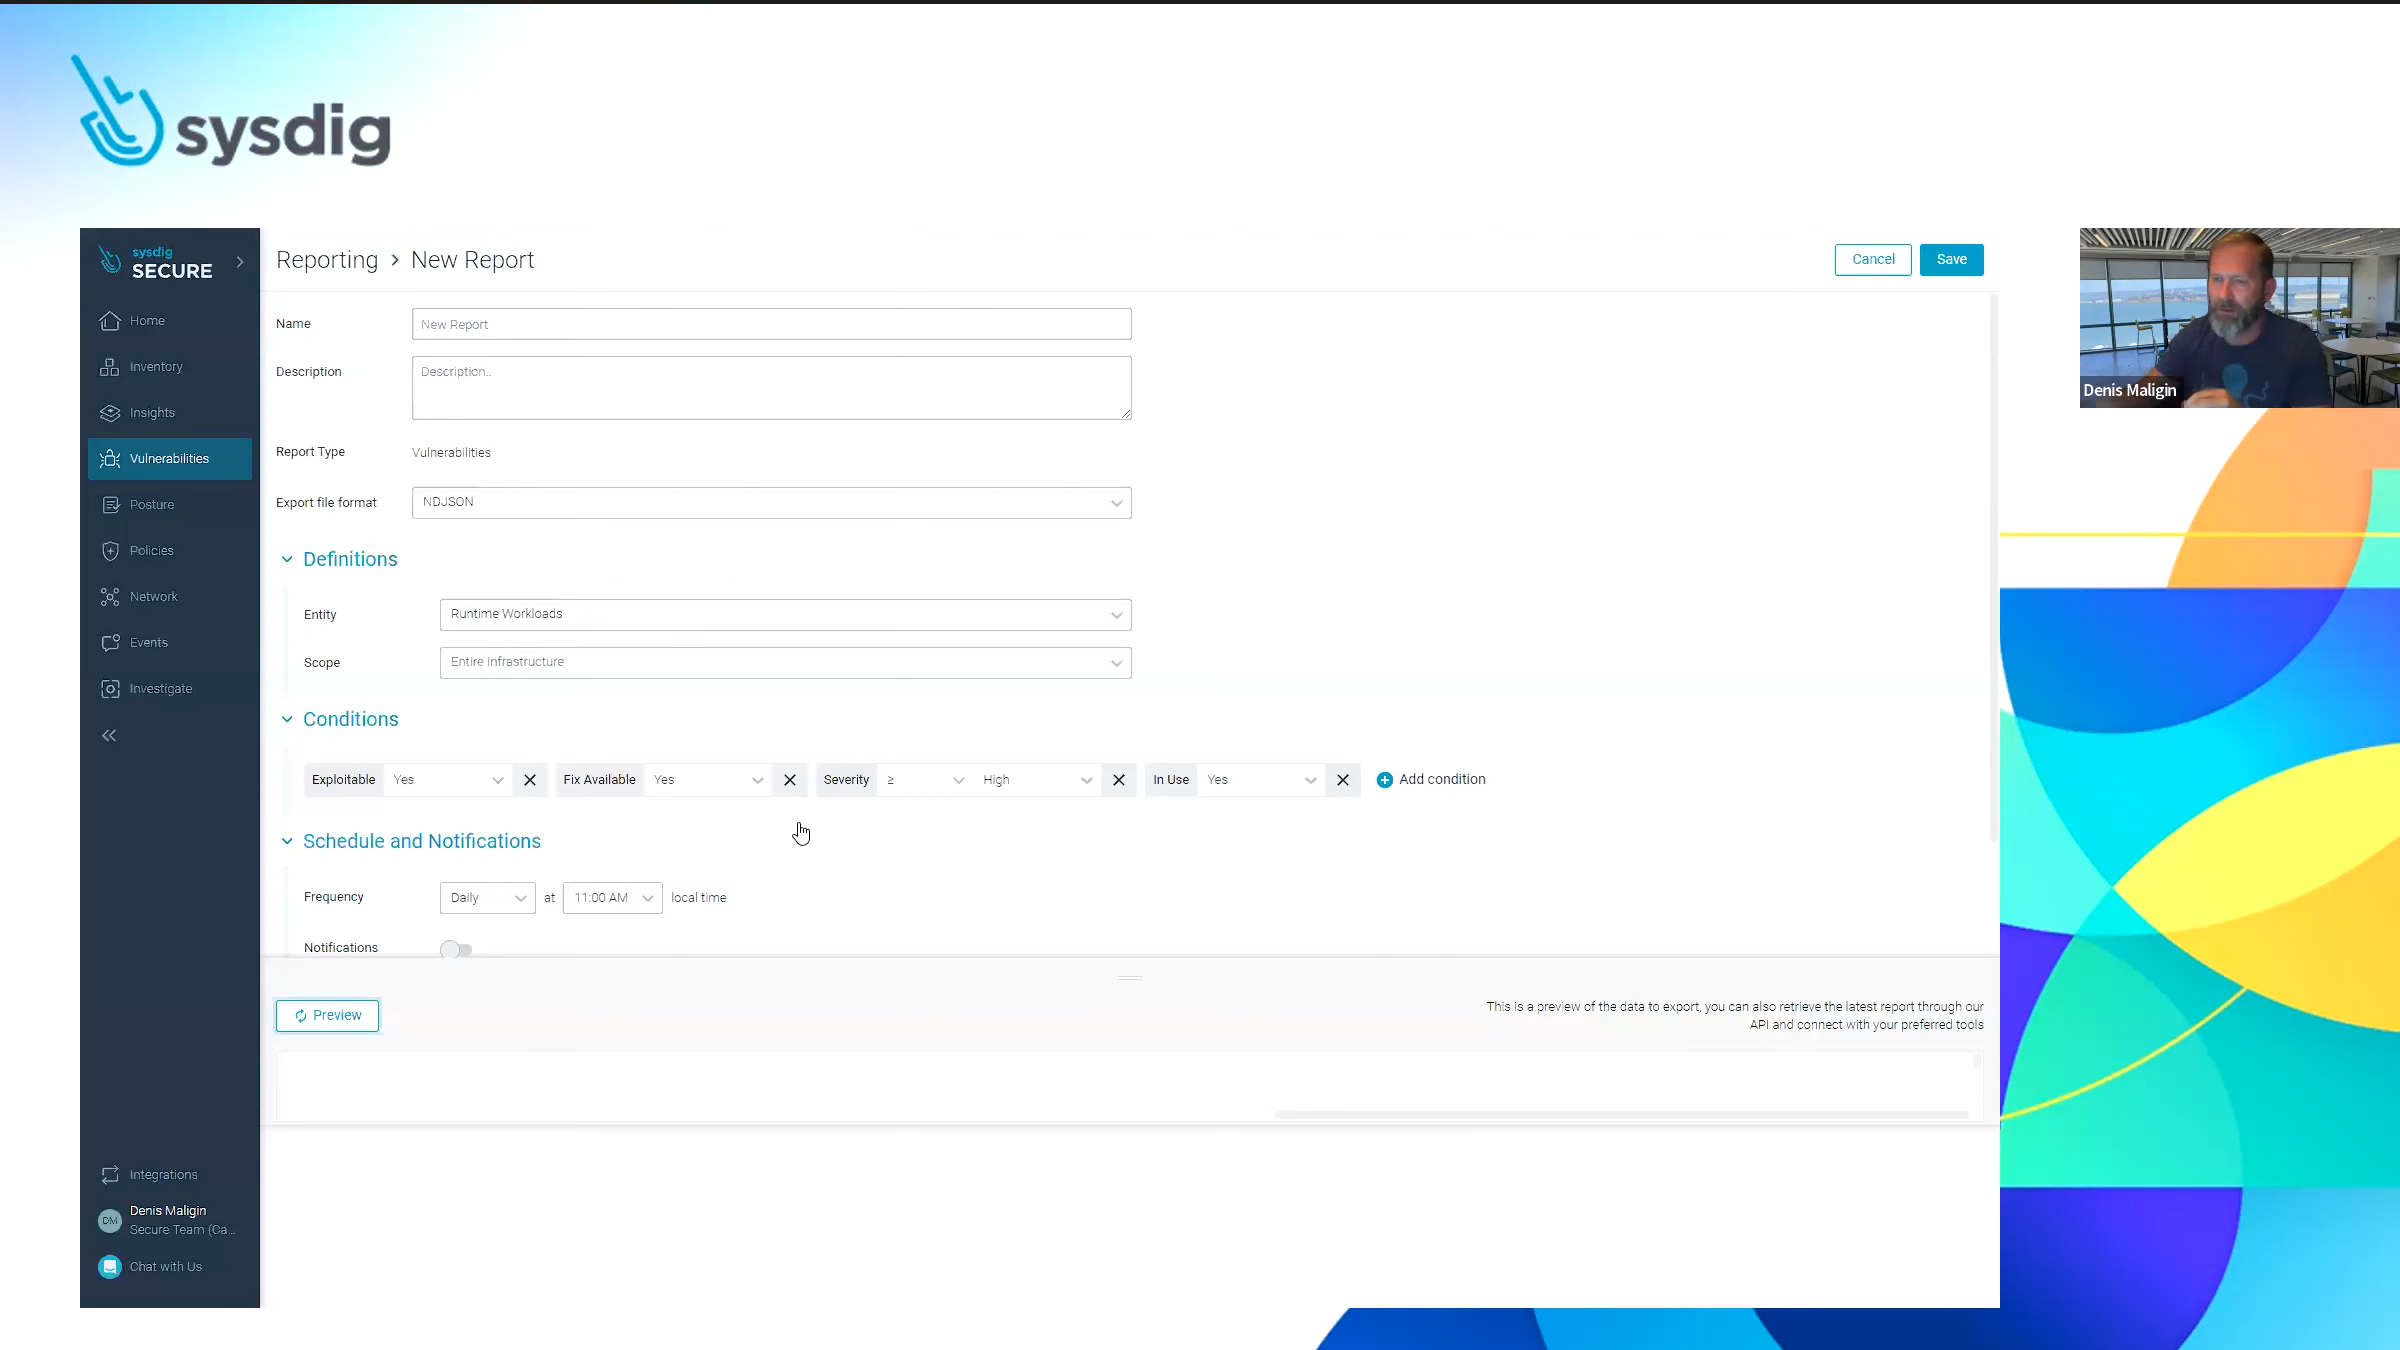 sysdig
sysdig
SECURE
Home
Inventory
Insights
Vulnerabilities
Posture
Policies
Network
Events
Investigate
Integrations
DM
Denis Maligin
Secure Team (Ca...
Chat with Us
Reporting > New Report
Cancel
Save
Name
New Report
Description
Description..
Report Type
Vulnerabilities
Export file format
NDJSON
Definitions
Entity
Runtime Workloads
Scope
Entire Infrastructure
Conditions
Exploitable Yes Fix Available Yes Severity ≥ High In Use Yes Add condition
Schedule and Notifications
Frequency
Daily at 11:00 AM local time
Notifications
Preview
This is a preview of the data to export, you can also retrieve the latest report through our
API and connect with your preferred tools
Denis Maligin